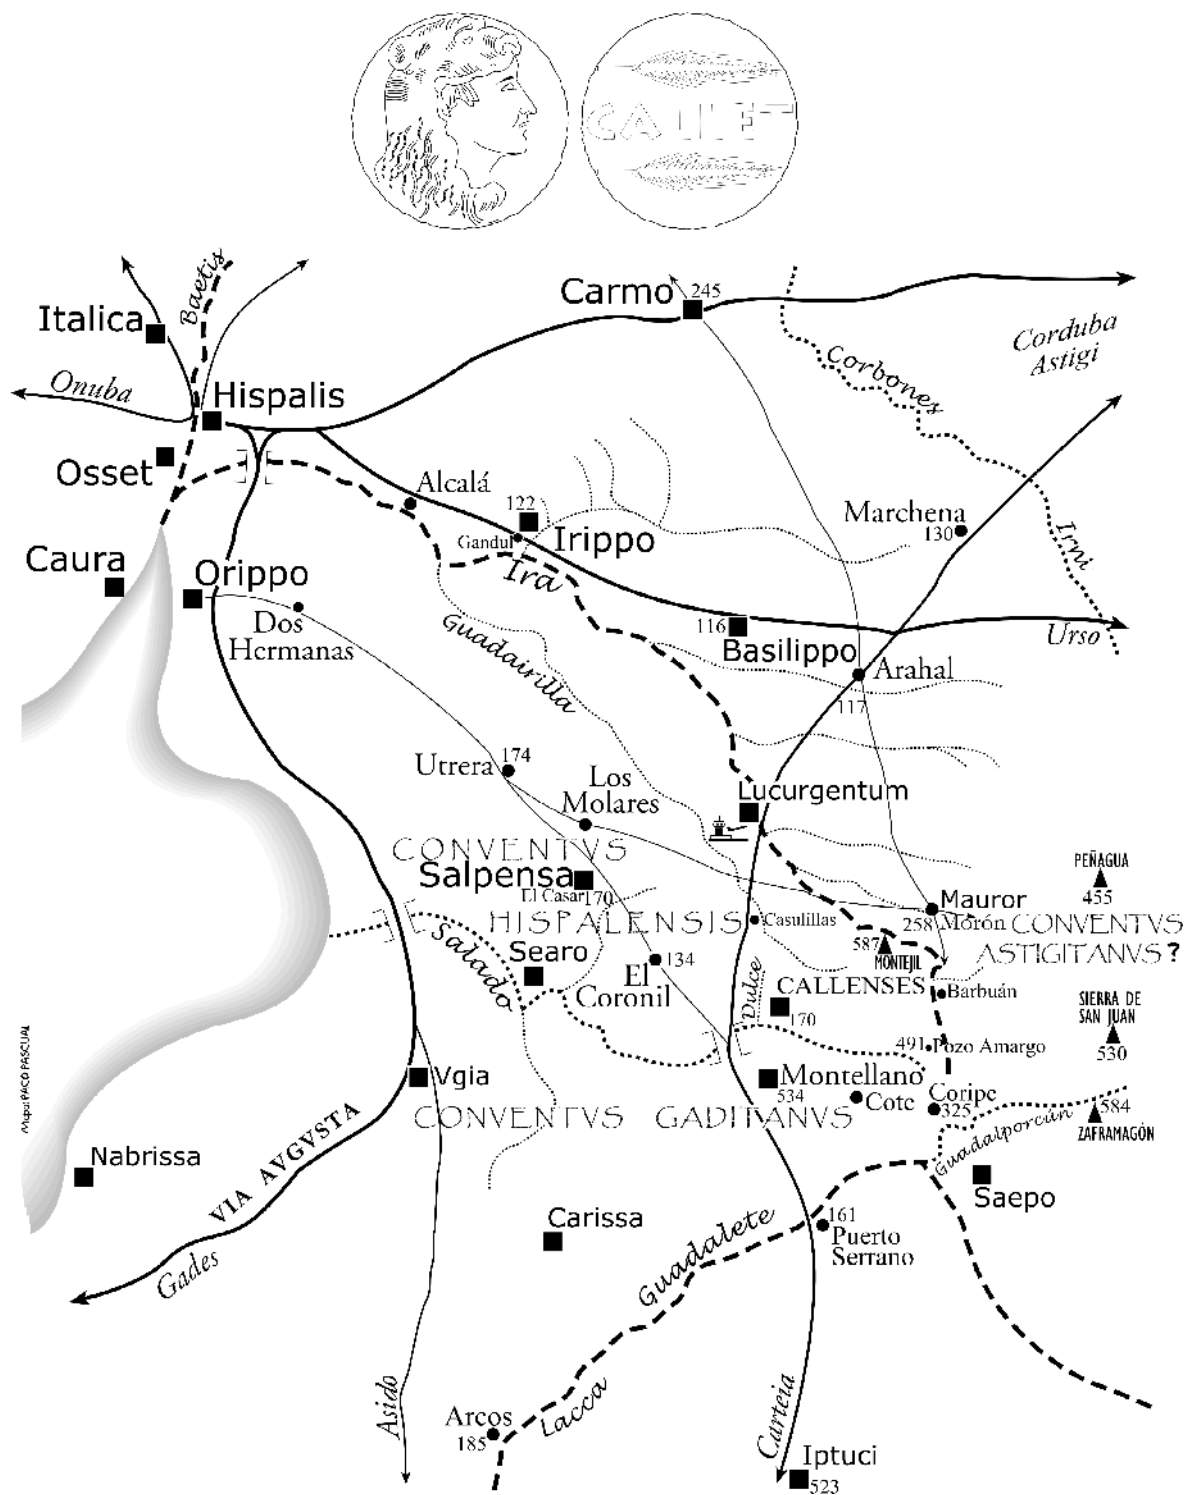 CALLET
Baetis
Italica
Carmo
245
Corduba
Astigi
Corbones
Onuba
Hispalis
Osset
Alcalá
122
Marchena
130
Gandul
Irippo
Irni
Caura
Orippo
Ira
Dos
Hermanas
Guadairilla
116
Basilippo
Urso
Arahal
117
Utrera
174
Los
Molares
Lucurgentum
CONVENTVS
Salpensa
El Casar
170
PEÑAGUA
455
Mauror
258
Morón
CONVENTVS
HISPALENSIS
Casulillas
ASTIGITANVS ?
587
MONTEJIL
Salado
Searo
134
El
Coronil
Dulce
CALLENSES
170
Barbuán
SIERRA DE
SAN JUAN
530
491
Pozo Amargo
Mapa: PACO PASCUAL
Vgia
Montellano
534
Cote
Coripe
325
584
ZAFRAMAGÓN
CONVENTVS GADITANVS
Guadalporcún
VIA AVGVSTA
Nabrissa
Saepo
Carissa
161
Puerto
Serrano
Guadalete
Gades
Asido
Lacca
Arcos
185
Carteia
Iptuci
523